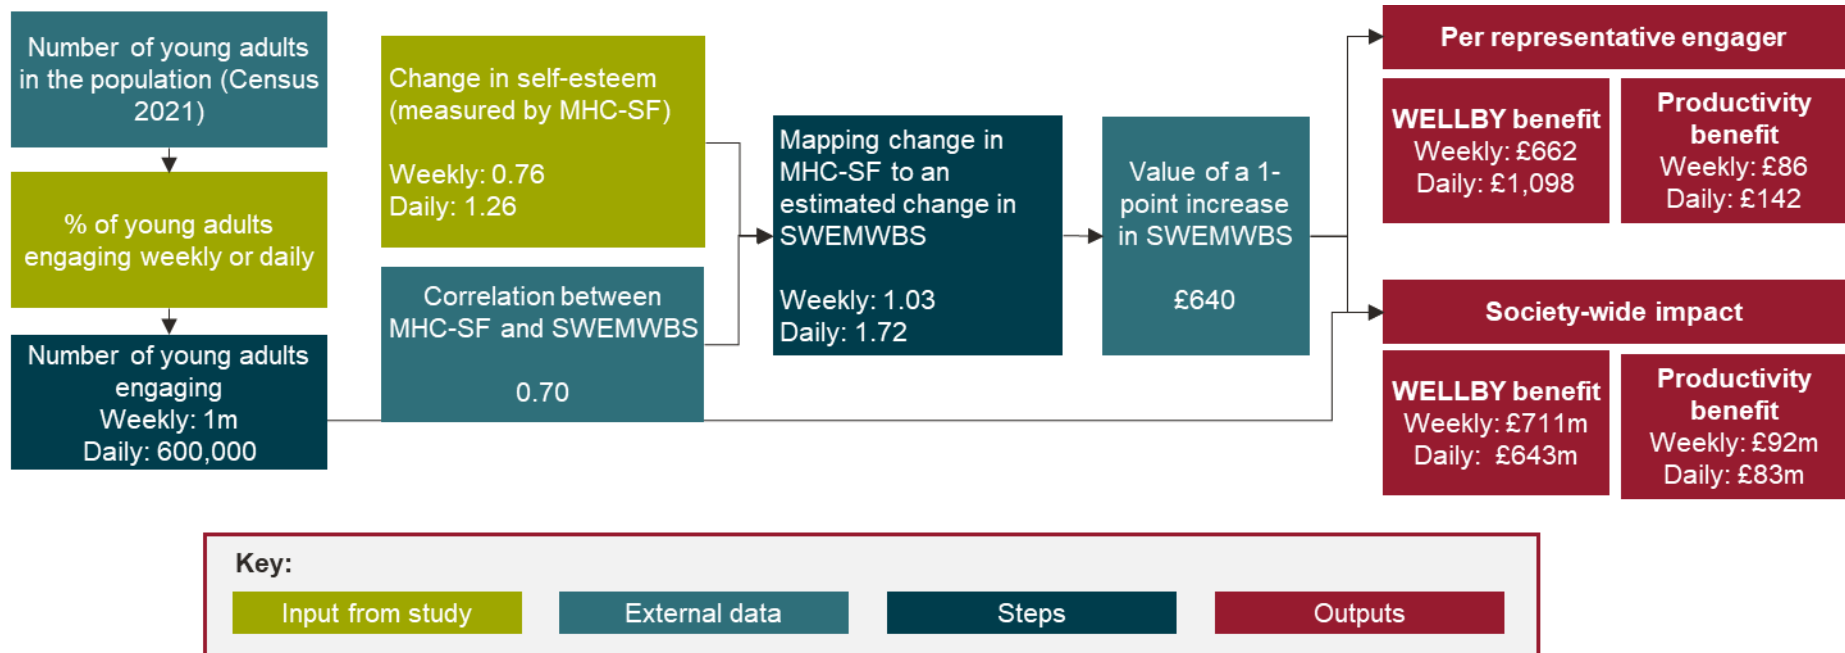 Number of young adults
in the population (Census
2021)
% of young adults
engaging weekly or daily
Number of young adults
engaging
Weekly: 1m
Daily: 600,000
Change in self-esteem
(measured by MHC-SF)
Weekly: 0.76
Daily: 1.26
Correlation between
MHC-SF and SWEMWBS
0.70
Mapping change in
MHC-SF to an
estimated change in
SWEMWBS
Weekly: 1.03
Daily: 1.72
Value of a 1-
point increase
in SWEMWBS
£640
Per representative engager
WELLBY benefit
Weekly: £662
Daily: £1,098
Productivity
benefit
Weekly: £86
Daily: £142
Society-wide impact
WELLBY benefit
Weekly: £711m
Daily: £643m
Productivity
benefit
Weekly: £92m
Daily: £83m
Key:
Input from study
External data
Steps
Outputs